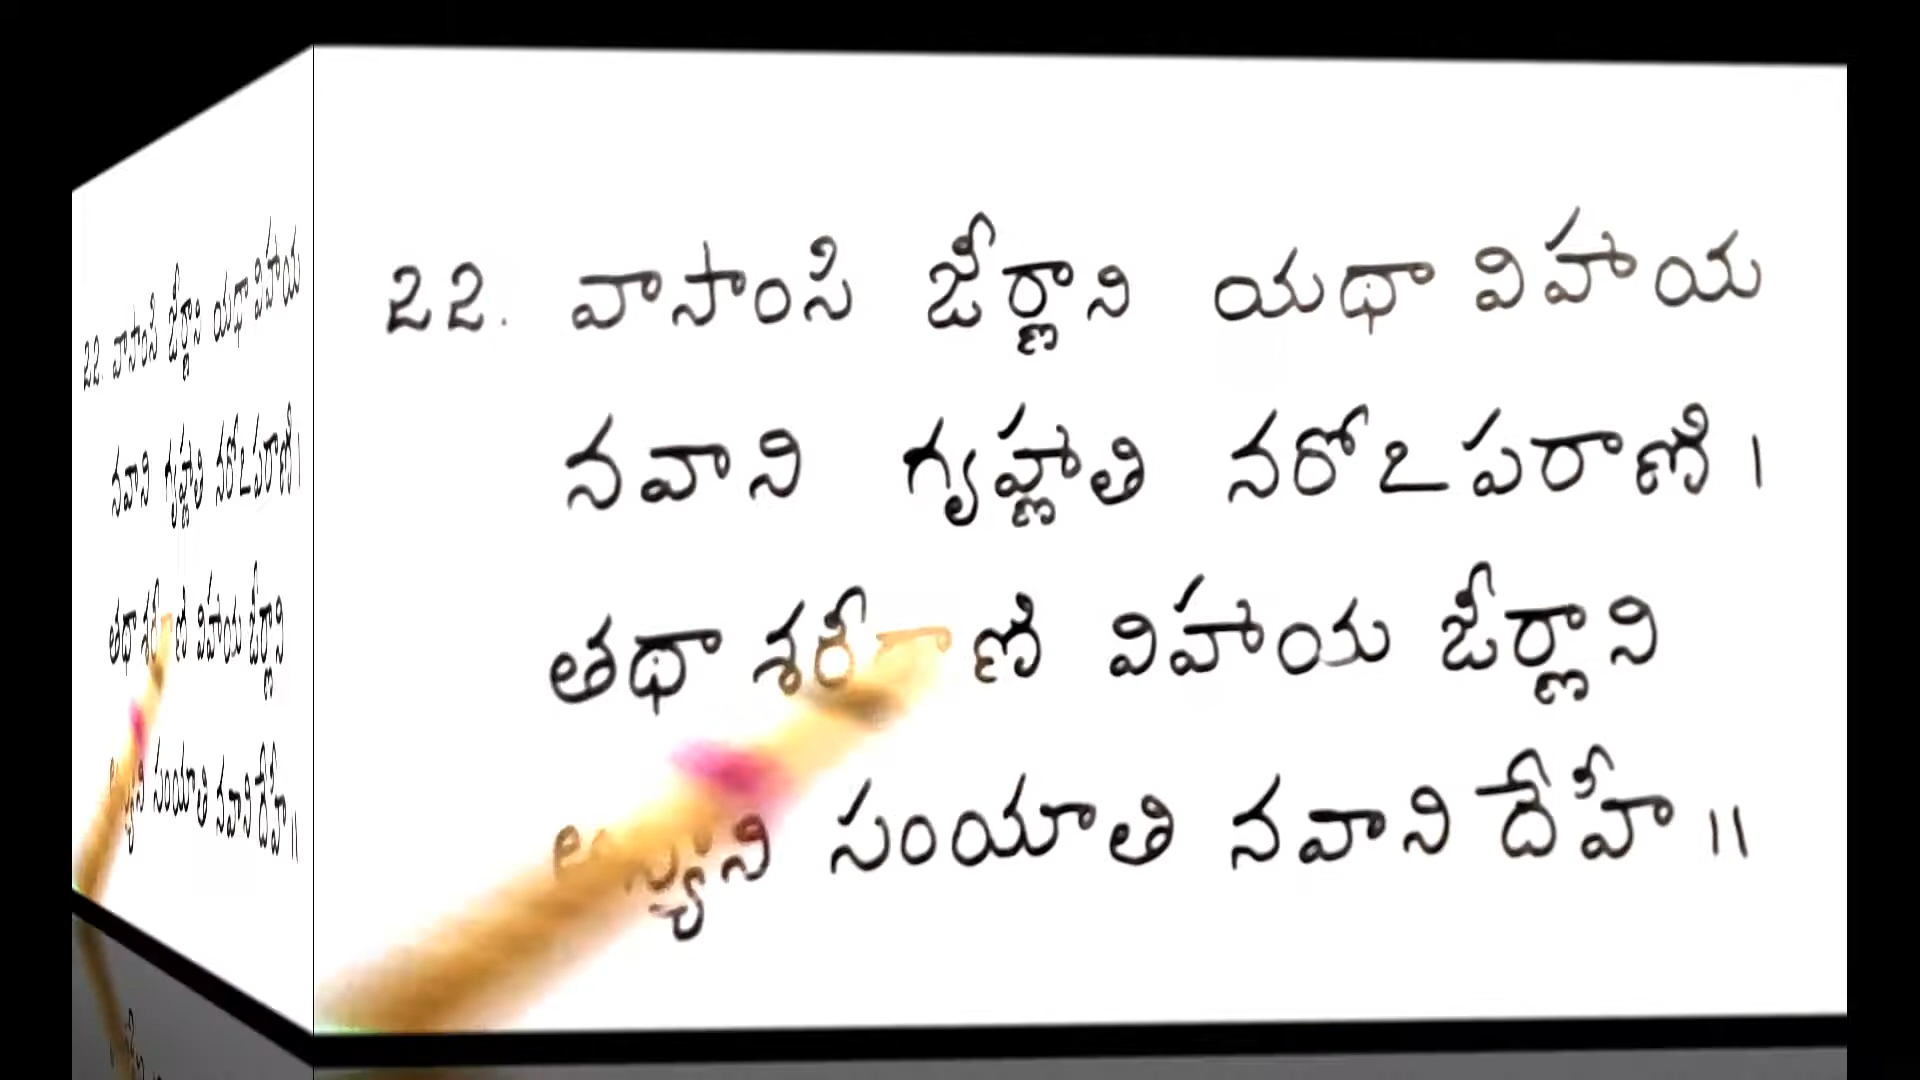 22. వాసాంసి జీర్ణాని యథా విహాయ
నవాని గృహ్ణాతి నరోఽపరాణి ।
తథా శరీరాణి విహాయ జీర్ణాని
సంయాతి నవాని దేహీ ॥